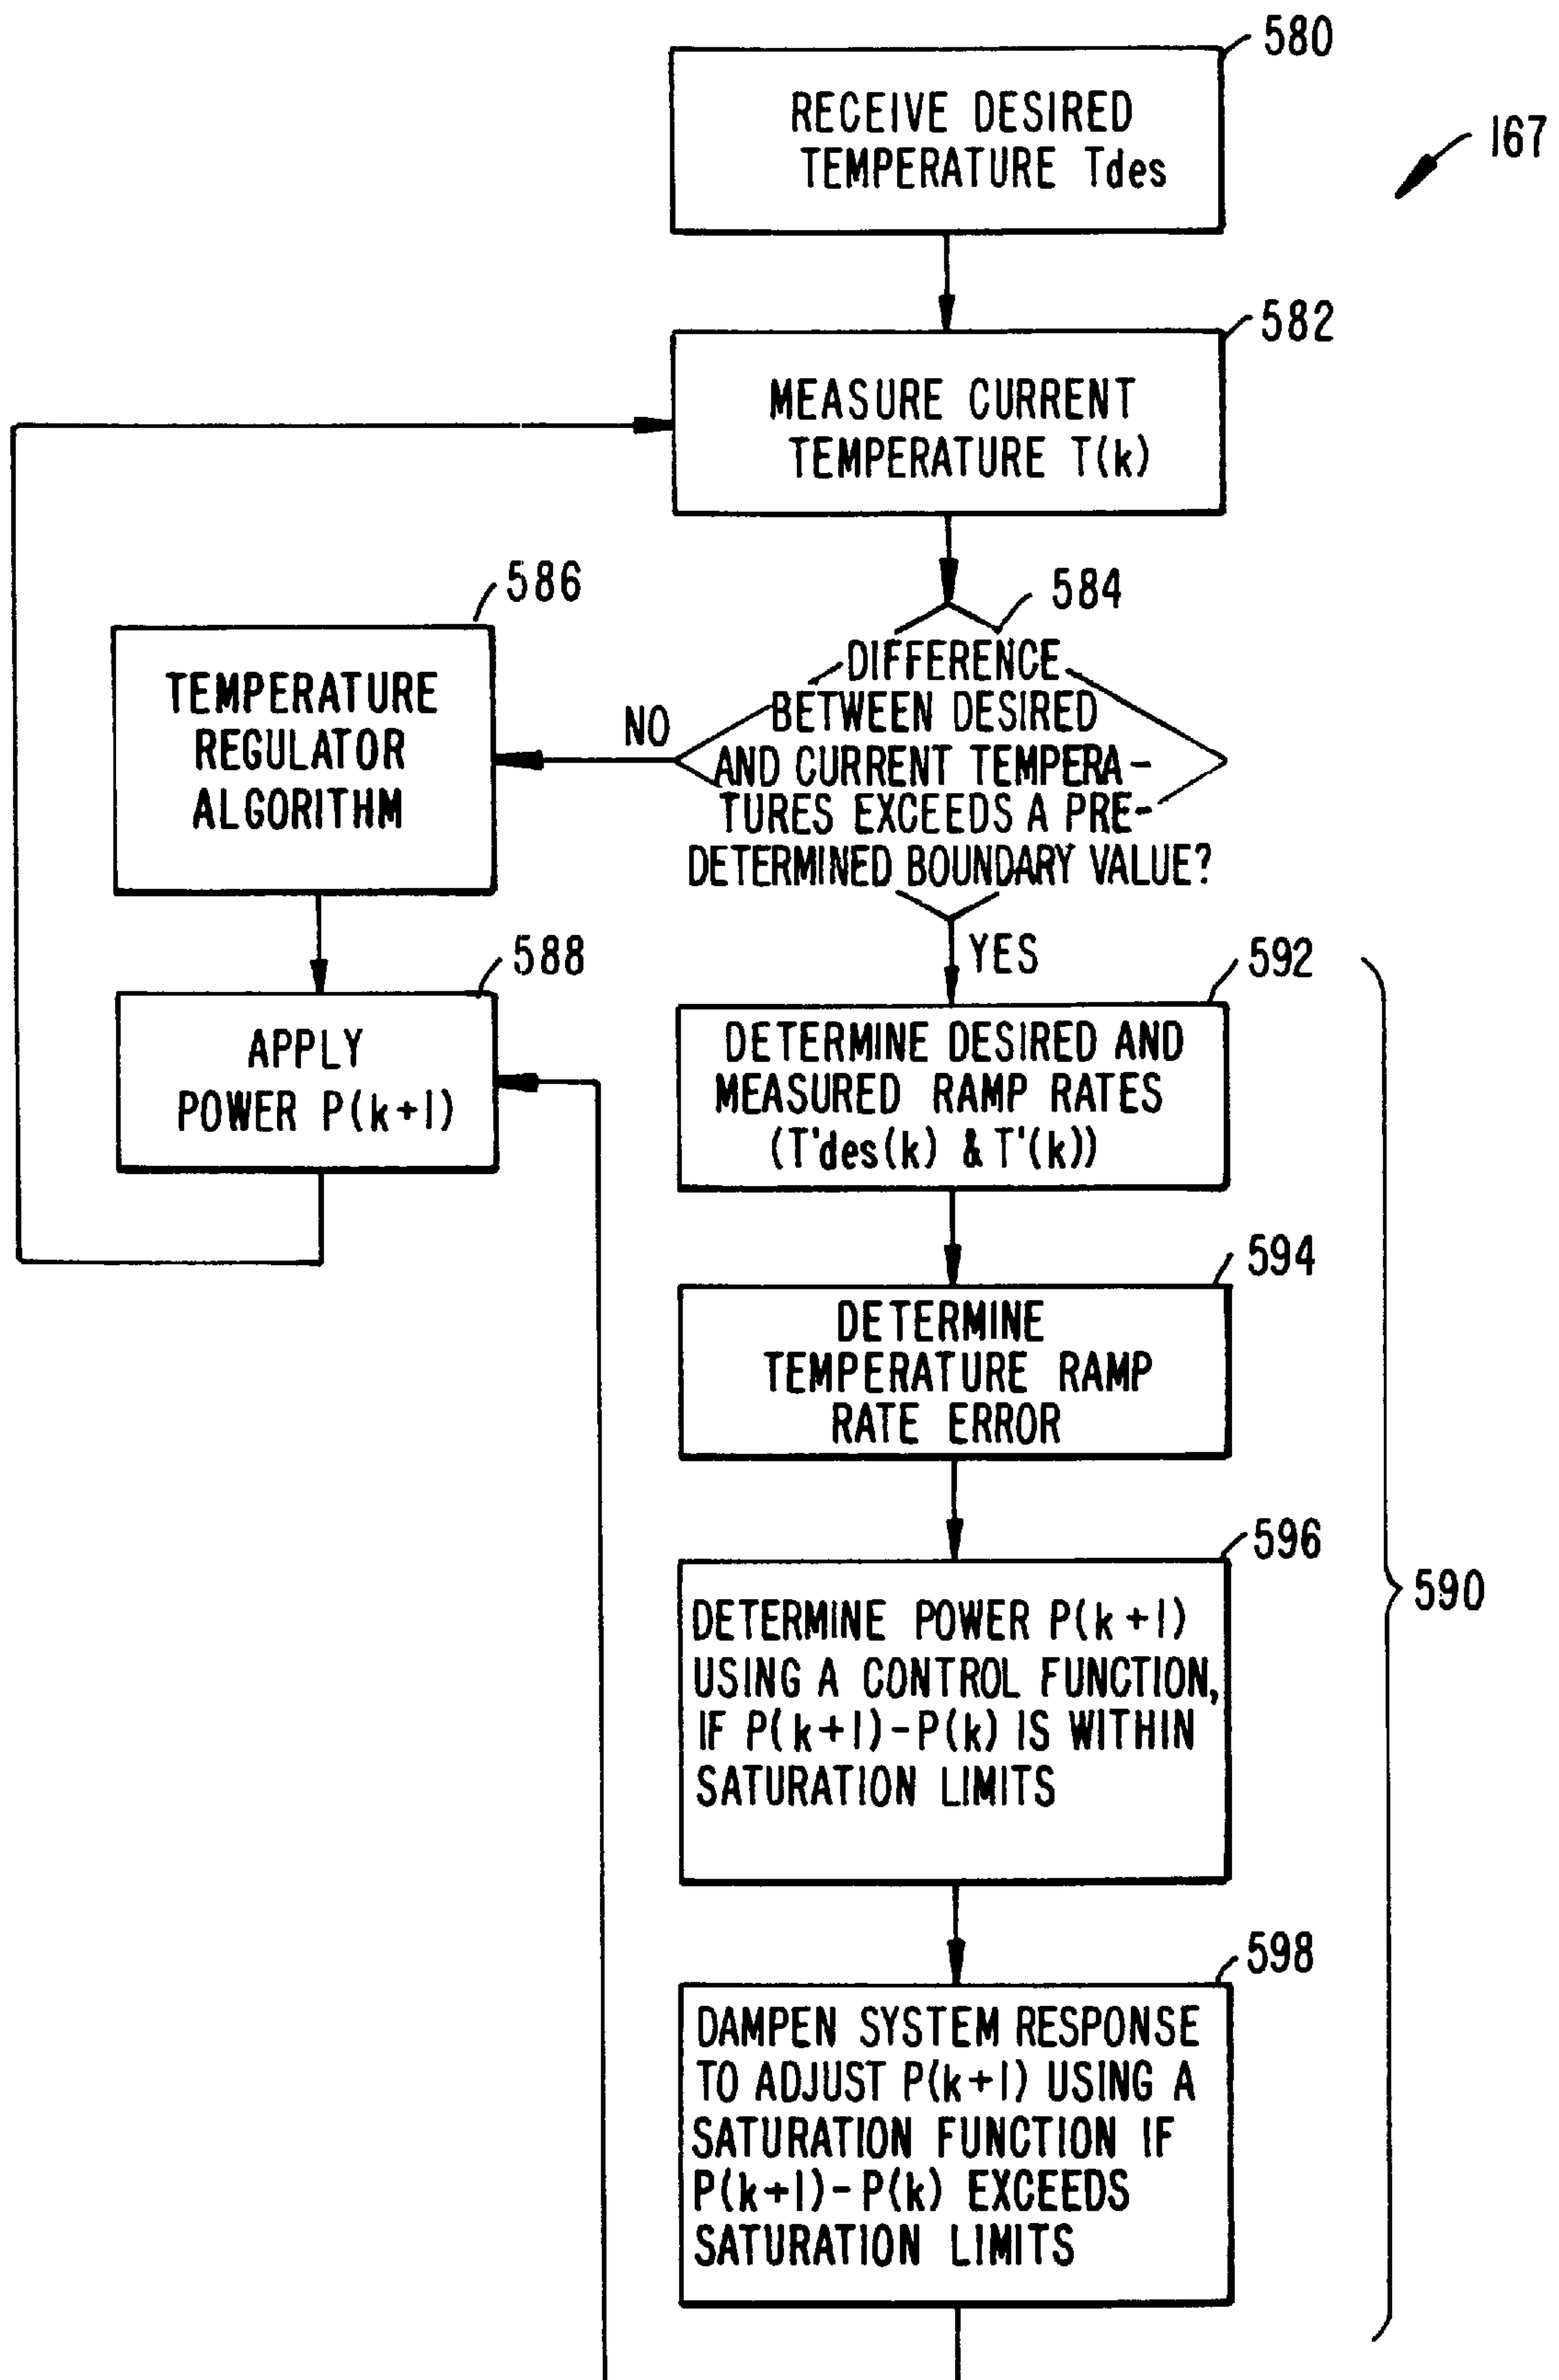 580
RECEIVE DESIRED
TEMPERATURE Tdes
167
582
MEASURE CURRENT
TEMPERATURE T(k)
586
TEMPERATURE
REGULATOR
ALGORITHM
NO
584
DIFFERENCE
BETWEEN DESIRED
AND CURRENT TEMPERA-
TURES EXCEEDS A PRE-
DETERMINED BOUNDARY VALUE?
YES
588
APPLY
POWER P(k+1)
592
DETERMINE DESIRED AND
MEASURED RAMP RATES
(T'des(k) & T'(k))
594
DETERMINE
TEMPERATURE RAMP
RATE ERROR
596
DETERMINE POWER P(k+1)
USING A CONTROL FUNCTION,
IF P(k+1)-P(k) IS WITHIN
SATURATION LIMITS
590
598
DAMPEN SYSTEM RESPONSE
TO ADJUST P(k+1) USING A
SATURATION FUNCTION IF
P(k+1)-P(k) EXCEEDS
SATURATION LIMITS